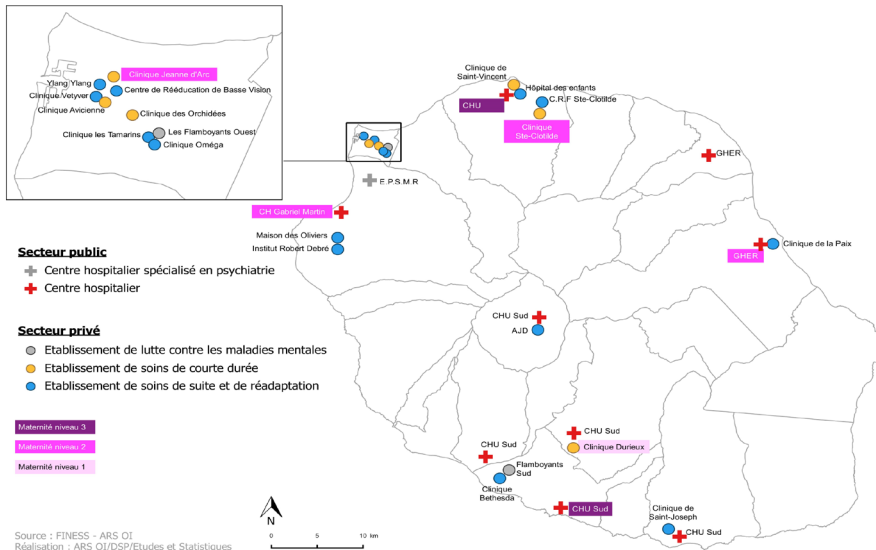 Clinique Jeanne d'Arc
Ylang Ylang
Centre de Rééducation de Basse Vision
Clinique Vetyver
Clinique Avicienne
Clinique des Orchidées
Les Flamboyants Ouest
Clinique les Tamarins
Clinique Oméga
Clinique de
Saint-Vincent
Hôpital des enfants
CHU
C.R.F Ste-Clotilde
Clinique
Ste-Clotilde
GHER
E.P.S.M.R
CH Gabriel Martin
Maison des Oliviers
Institut Robert Debré
Clinique de la Paix
GHER
Secteur public
Centre hospitalier spécialisé en psychiatrie
Centre hospitalier
Secteur privé
Etablissement de lutte contre les maladies mentales
Etablissement de soins de courte durée
Etablissement de soins de suite et de réadaptation
CHU Sud
AJD
Maternité niveau 3
Maternité niveau 2
Maternité niveau 1
CHU Sud
Clinique Durieux
CHU Sud
Flamboyants
Sud
Clinique
Bethesda
CHU Sud
Clinique de
Saint-Joseph
CHU Sud
N
0 5 10 km
Source : FINESS - ARS OI
Réalisation : ARS OI/DSP/Etudes et Statistiques